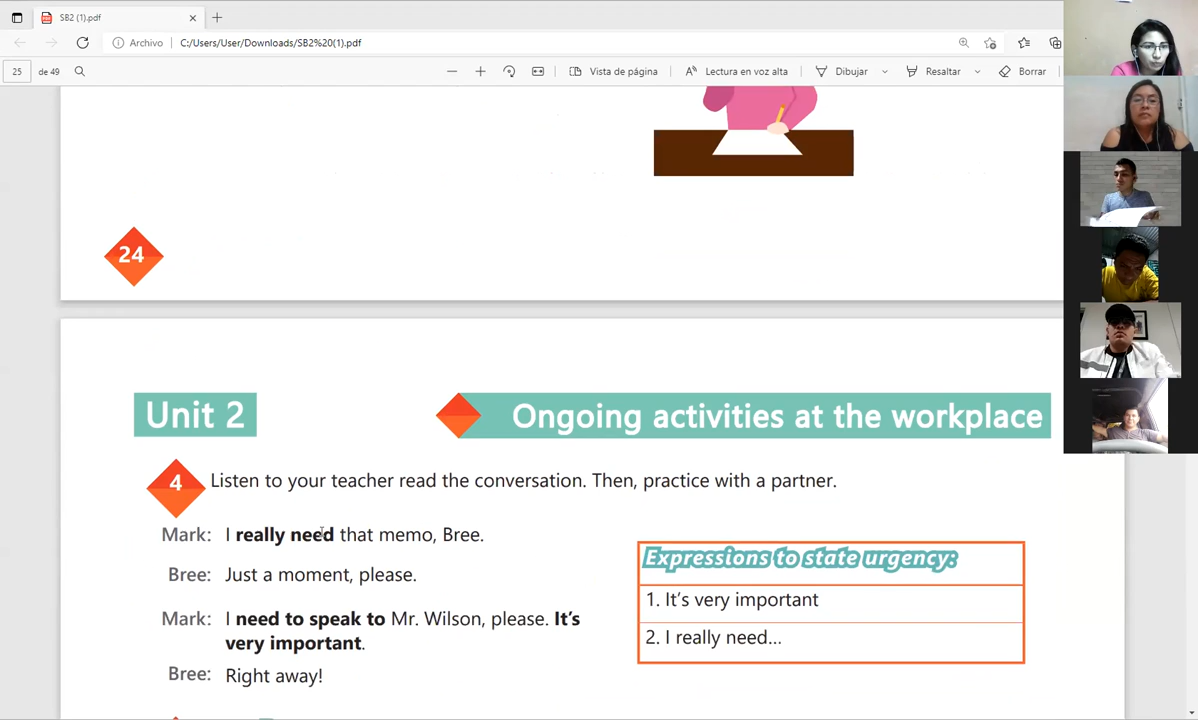 SB2 (1).pdf
Archivo
C:/Users/User/Downloads/SB2%20(1).pdf
25
de 49
Vista de página
Lectura en voz alta
Dibujar
Resaltar
Borrar
24
Unit 2
Ongoing activities at the workplace
4
Listen to your teacher read the conversation. Then, practice with a partner.
Mark: I really need that memo, Bree.
Bree: Just a moment, please.
Mark: I need to speak to Mr. Wilson, please. It's
very important.
Bree: Right away!
Expressions to state urgency:
1. It's very important
2. I really need...